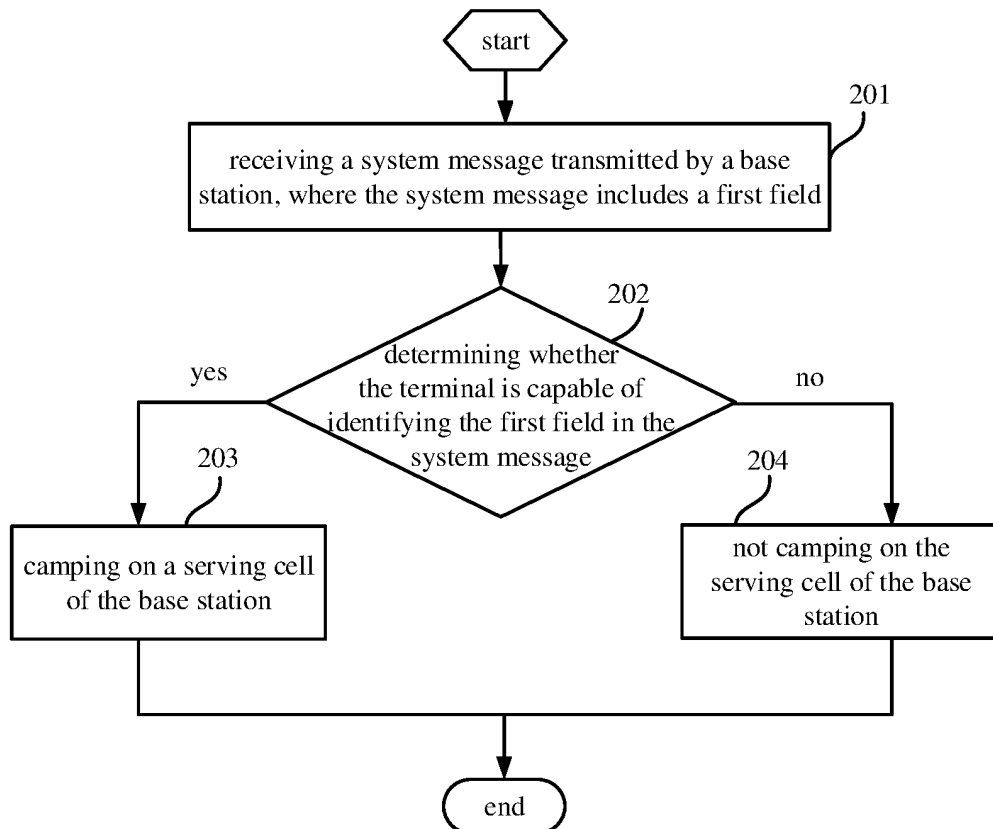 start
201
receiving a system message transmitted by a base
station, where the system message includes a first field
202
determining whether
the terminal is capable of
identifying the first field in the
system message
yes
no
203
camping on a serving cell
of the base station
204
not camping on the
serving cell of the base
station
end